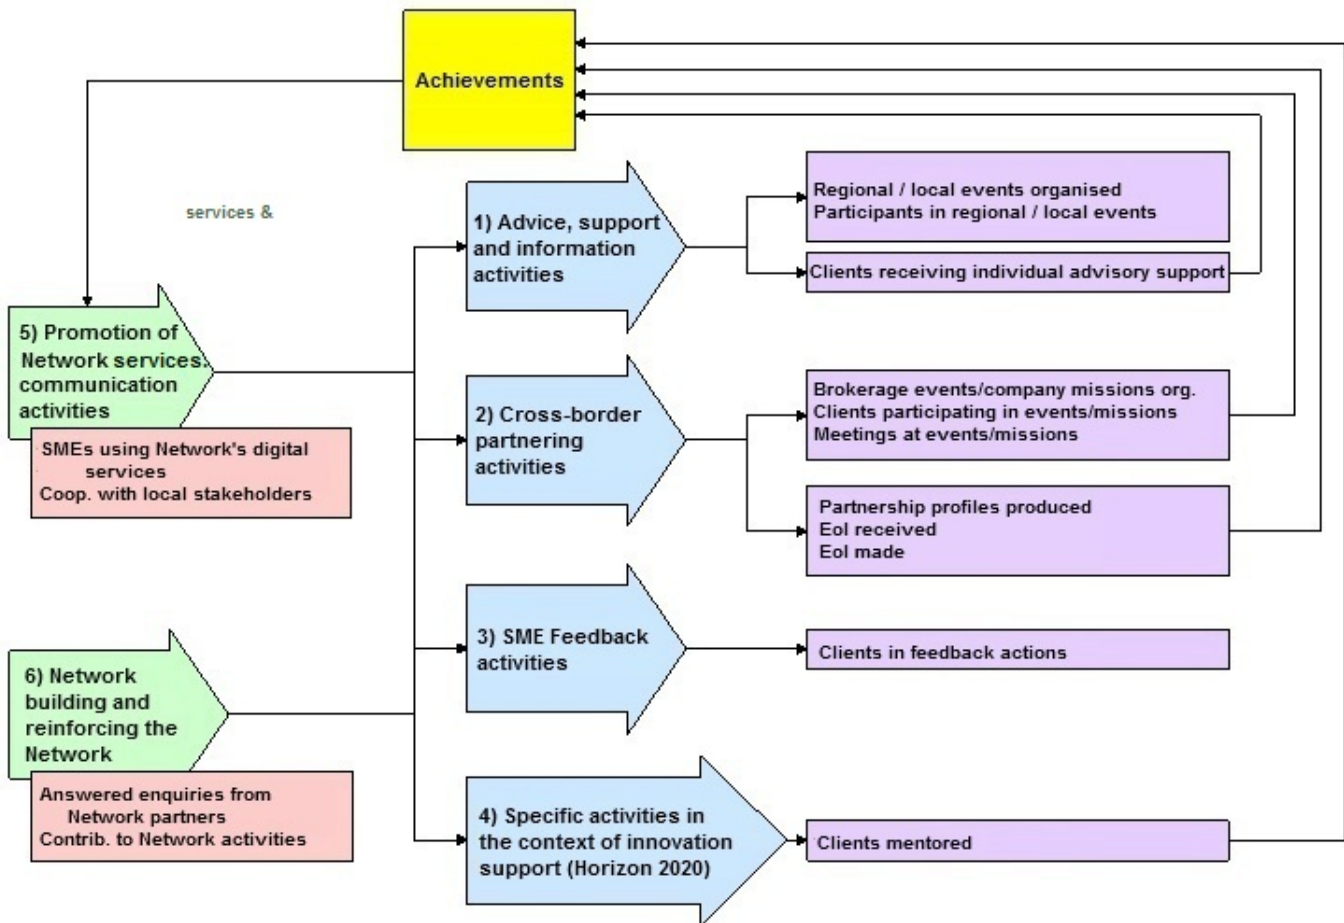 Achievements
services &
1) Advice, support
and information
activities
Regional / local events organised
Participants in regional / local events
Clients receiving individual advisory support
5) Promotion of
Network services.
communication
activities
SMEs using Network's digital
services
Coop. with local stakeholders
2) Cross-border
partnering
activities
Brokerage events/company missions org.
Clients participating in events/missions
Meetings at events/missions
Partnership profiles produced
EoI received
EoI made
3) SME Feedback
activities
Clients in feedback actions
6) Network
building and
reinforcing the
Network
Answered enquiries from
Network partners
Contrib. to Network activities
4) Specific activities in
the context of innovation
support (Horizon 2020)
Clients mentored